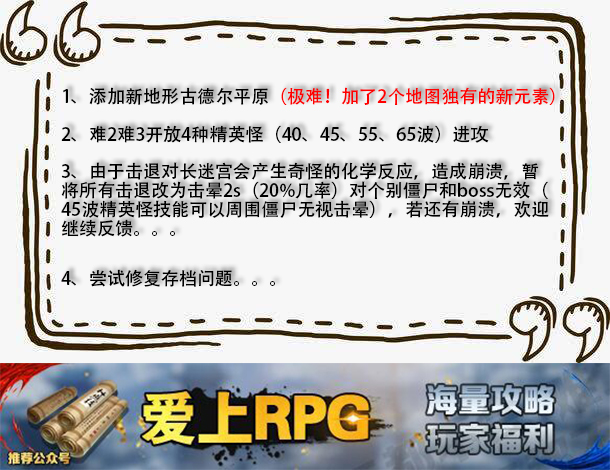 1、添加新地形古德尔平原（极难！加了2个地图独有的新元素）
2、难2难3开放4种精英怪（40、45、55、65波）进攻
3、由于击退对长迷宫会产生奇怪的化学反应，造成崩溃，暂
将所有击退改为击晕2s（20%几率）对个别僵尸和boss无效（
45波精英怪技能可以周围僵尸无视击晕），若还有崩溃，欢迎
继续反馈。。。
4、尝试修复存档问题。。。
爱上RPG
海量攻略
玩家福利
推荐公众号